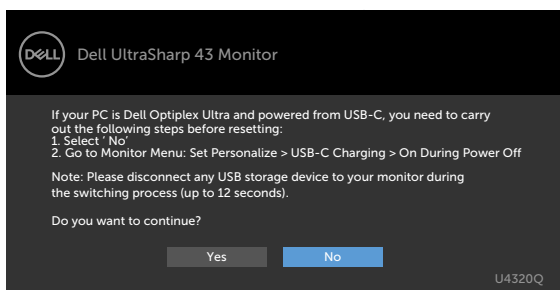 DELL Dell UltraSharp 43 Monitor
If your PC is Dell Optiplex Ultra and powered from USB-C, you need to carry
out the following steps before resetting:
1. Select ‘ No’
2. Go to Monitor Menu: Set Personalize > USB-C Charging > On During Power Off
Note: Please disconnect any USB storage device to your monitor during
the switching process (up to 12 seconds).
Do you want to continue?
Yes No
U4320Q